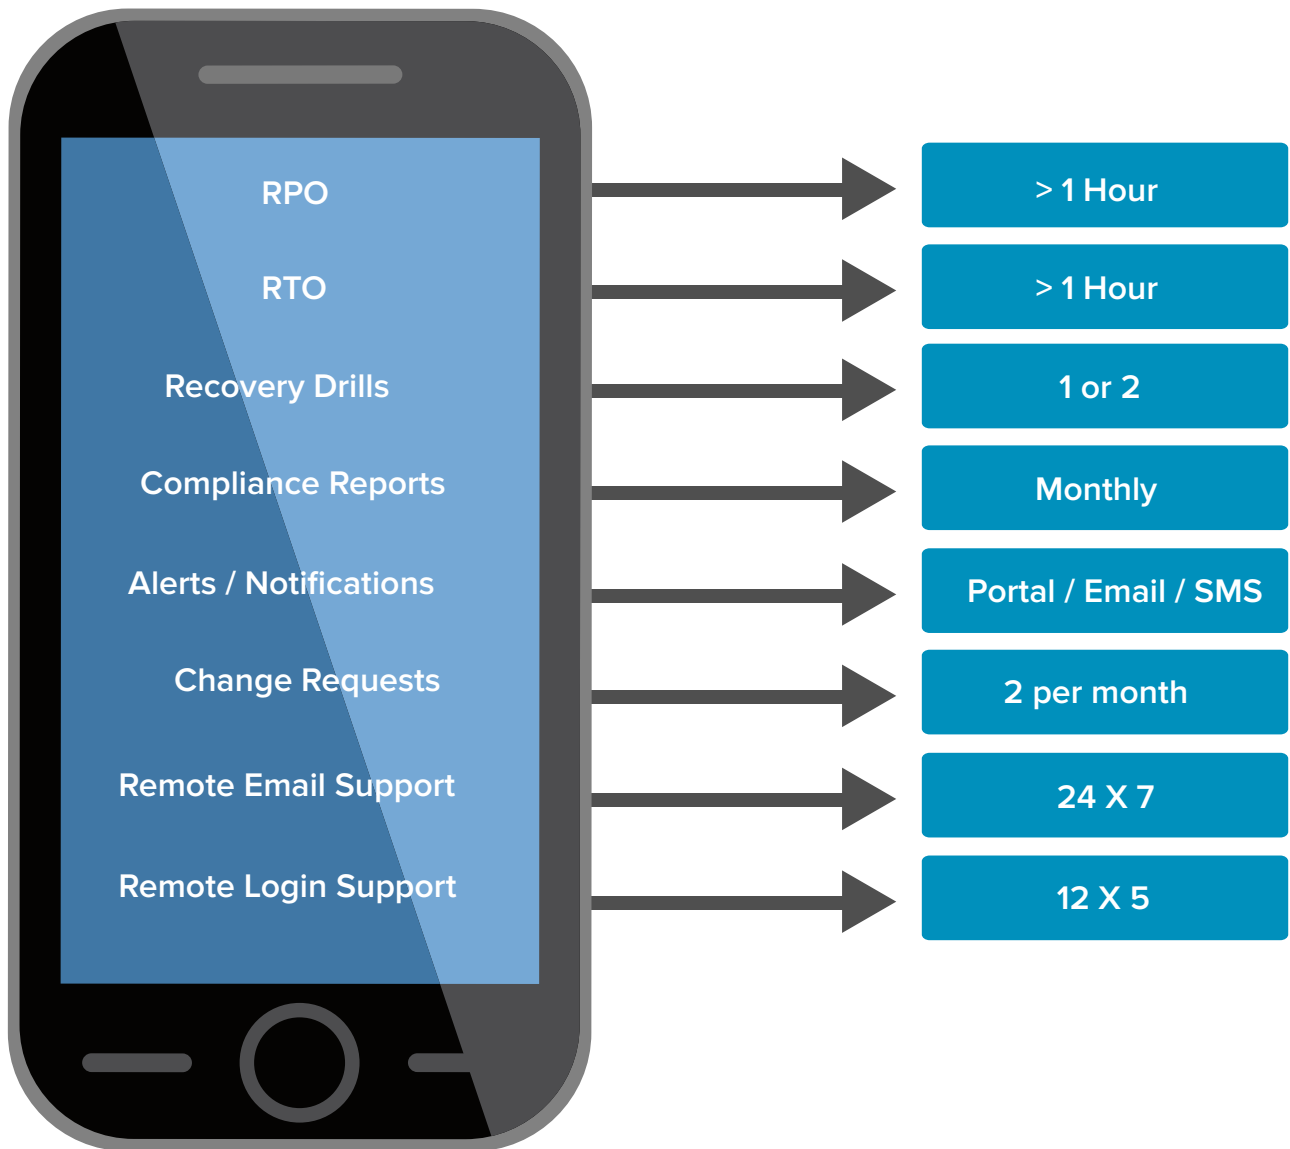 RPO
> 1 Hour
RTO
> 1 Hour
Recovery Drills
1 or 2
Compliance Reports
Monthly
Alerts / Notifications
Portal / Email / SMS
Change Requests
2 per month
Remote Email Support
24 X 7
Remote Login Support
12 X 5